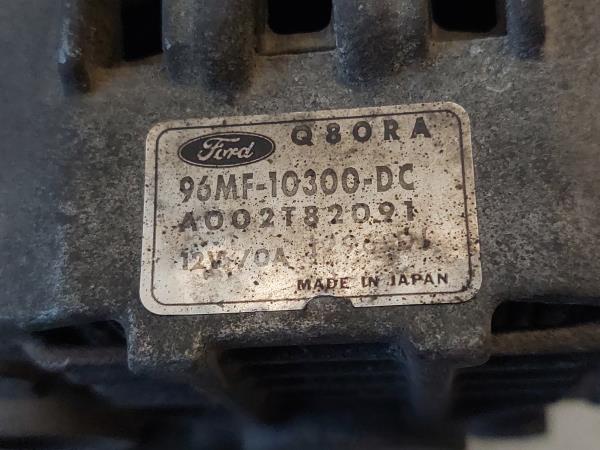 Ford Q80RA
96MF-10300-DC
A002T82091
12V 70A
MADE IN JAPAN